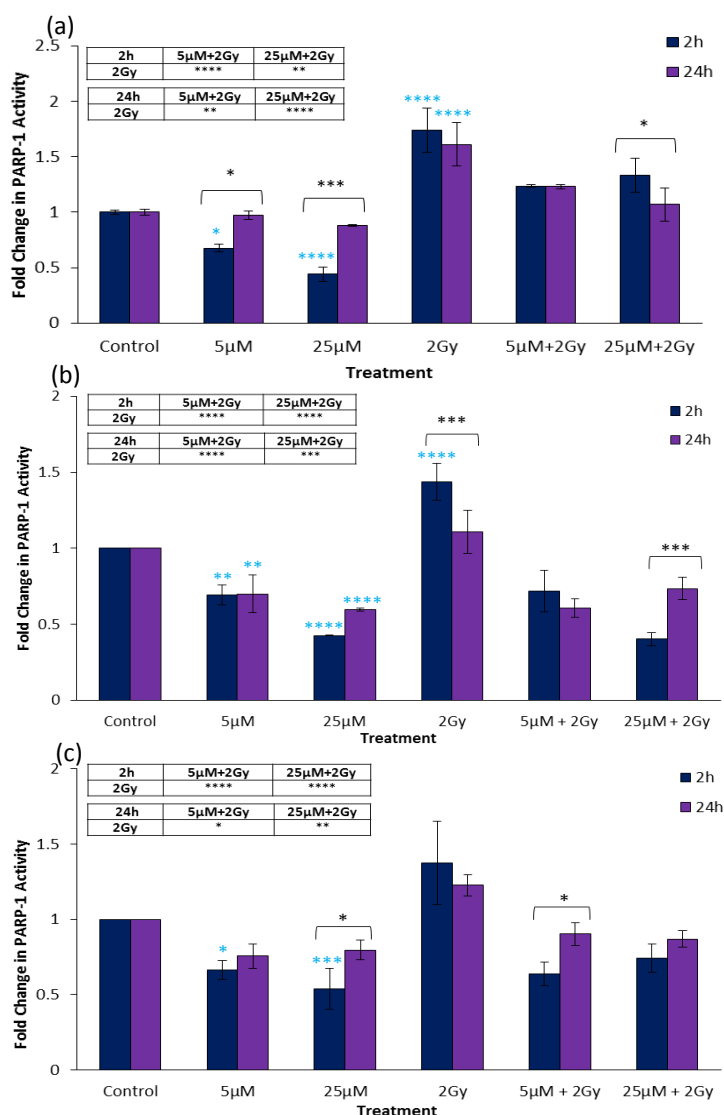 (a)
2.5
2
1.5
1
0.5
0
Fold Change in PARP-1 Activity
2h 5µM+2Gy 25µM+2Gy
2Gy **** **
24h 5µM+2Gy 25µM+2Gy
2Gy ** ****
2h
24h
* *
**** ***
**** ****
*
Control 5µM 25µM 2Gy 5µM+2Gy 25µM+2Gy
Treatment
(b)
2
1.5
1
0.5
0
Fold Change in PARP-1 Activity
2h 5µM+2Gy 25µM+2Gy
2Gy **** ****
24h 5µM+2Gy 25µM+2Gy
2Gy **** ***
2h
24h
** **
**** ****
**** ***
***
Control 5µM 25µM 2Gy 5µM + 2Gy 25µM + 2Gy
Treatment
(c)
2
1.5
1
0.5
0
Fold Change in PARP-1 Activity
2h 5µM+2Gy 25µM+2Gy
2Gy **** ****
24h 5µM+2Gy 25µM+2Gy
2Gy * **
2h
24h
*
*** *
*
Control 5µM 25µM 2Gy 5µM + 2Gy 25µM + 2Gy
Treatment